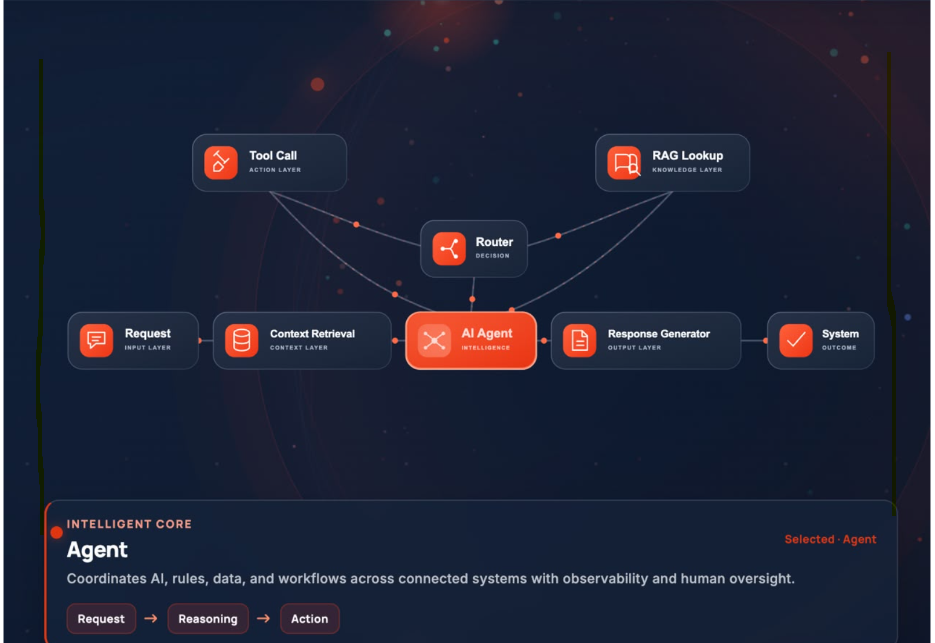 Tool Call
ACTION LAYER
RAG Lookup
KNOWLEDGE LAYER
Router
DECISION
Request
INPUT LAYER
Context Retrieval
CONTEXT LAYER
AI Agent
INTELLIGENCE
Response Generator
OUTPUT LAYER
System
OUTCOME
INTELLIGENT CORE
Agent
Selected · Agent
Coordinates AI, rules, data, and workflows across connected systems with observability and human oversight.
Request → Reasoning → Action